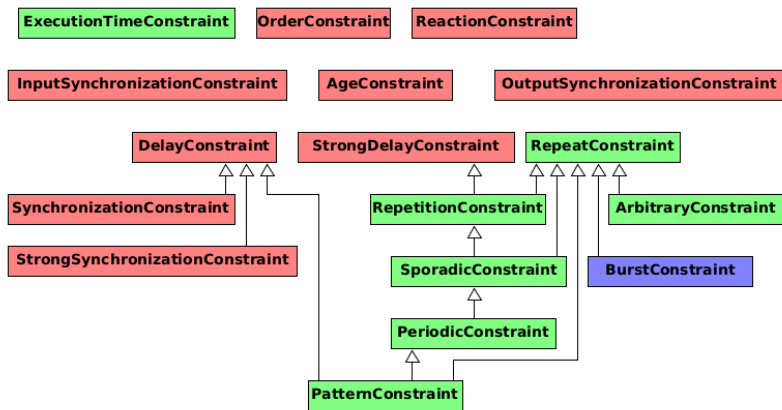 ExecutionTimeConstraint
OrderConstraint
ReactionConstraint
InputSynchronizationConstraint
AgeConstraint
OutputSynchronizationConstraint
DelayConstraint
StrongDelayConstraint
RepeatConstraint
SynchronizationConstraint
RepetitionConstraint
ArbitraryConstraint
StrongSynchronizationConstraint
SporadicConstraint
BurstConstraint
PeriodicConstraint
PatternConstraint